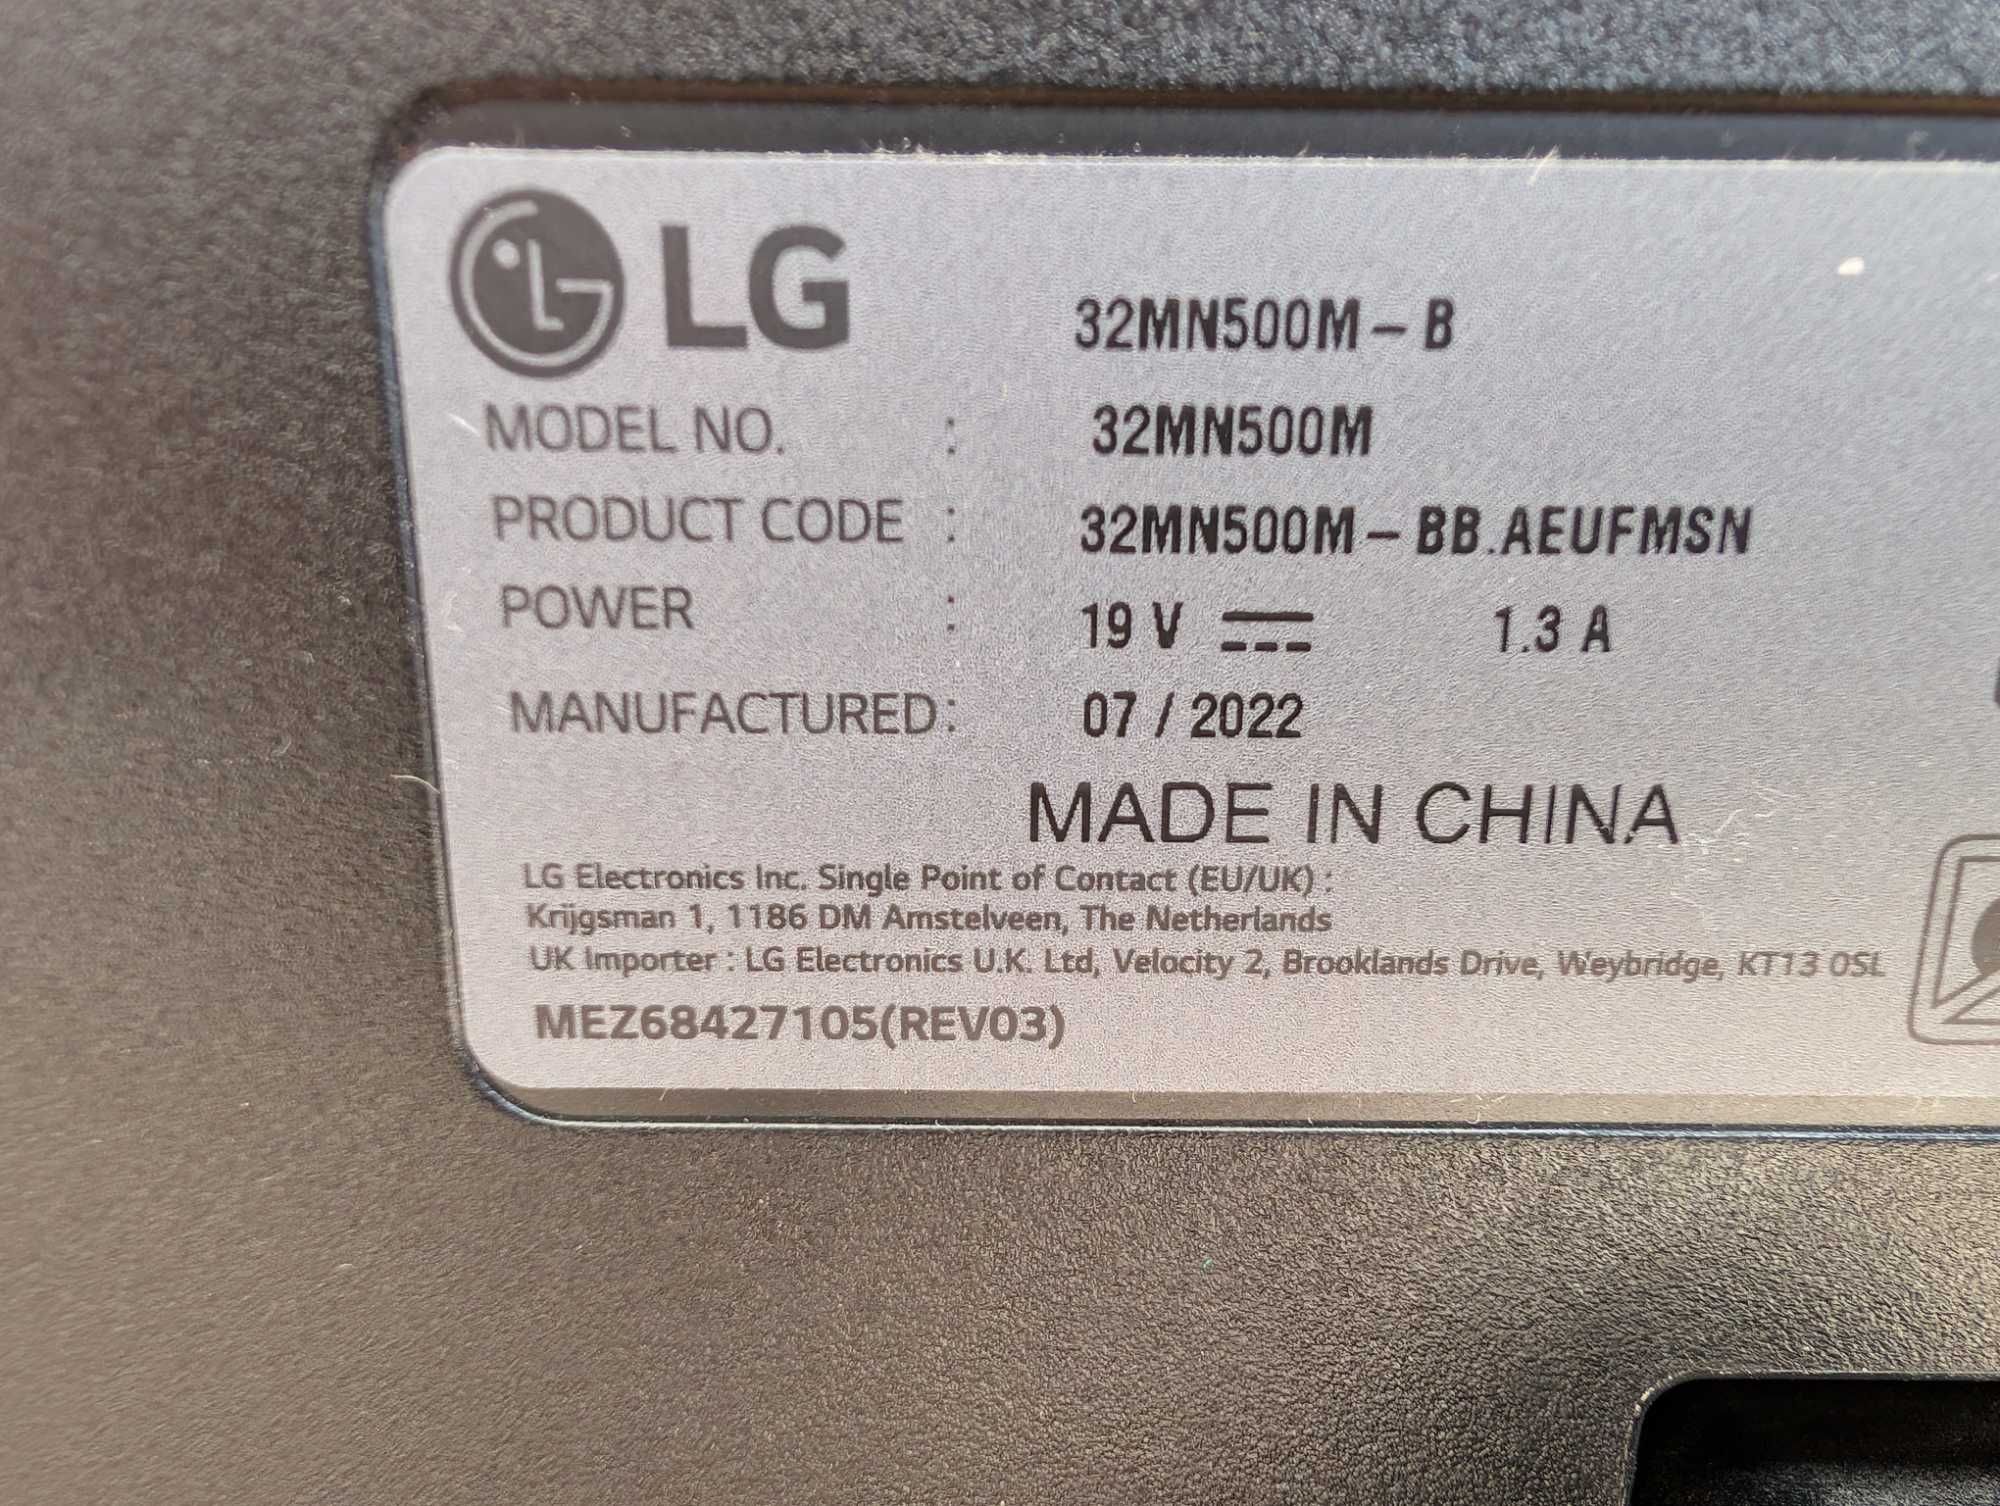 LG
32MN500M-B
MODEL NO. : 32MN500M
PRODUCT CODE : 32MN500M-BB.AEUFMSN
POWER : 19 V ⎓ 1.3 A
MANUFACTURED : 07 / 2022
MADE IN CHINA
LG Electronics Inc. Single Point of Contact (EU/UK) :
Krijgsman 1, 1186 DM Amstelveen, The Netherlands
UK Importer : LG Electronics U.K. Ltd, Velocity 2, Brooklands Drive, Weybridge, KT13 0SL
MEZ68427105(REV03)